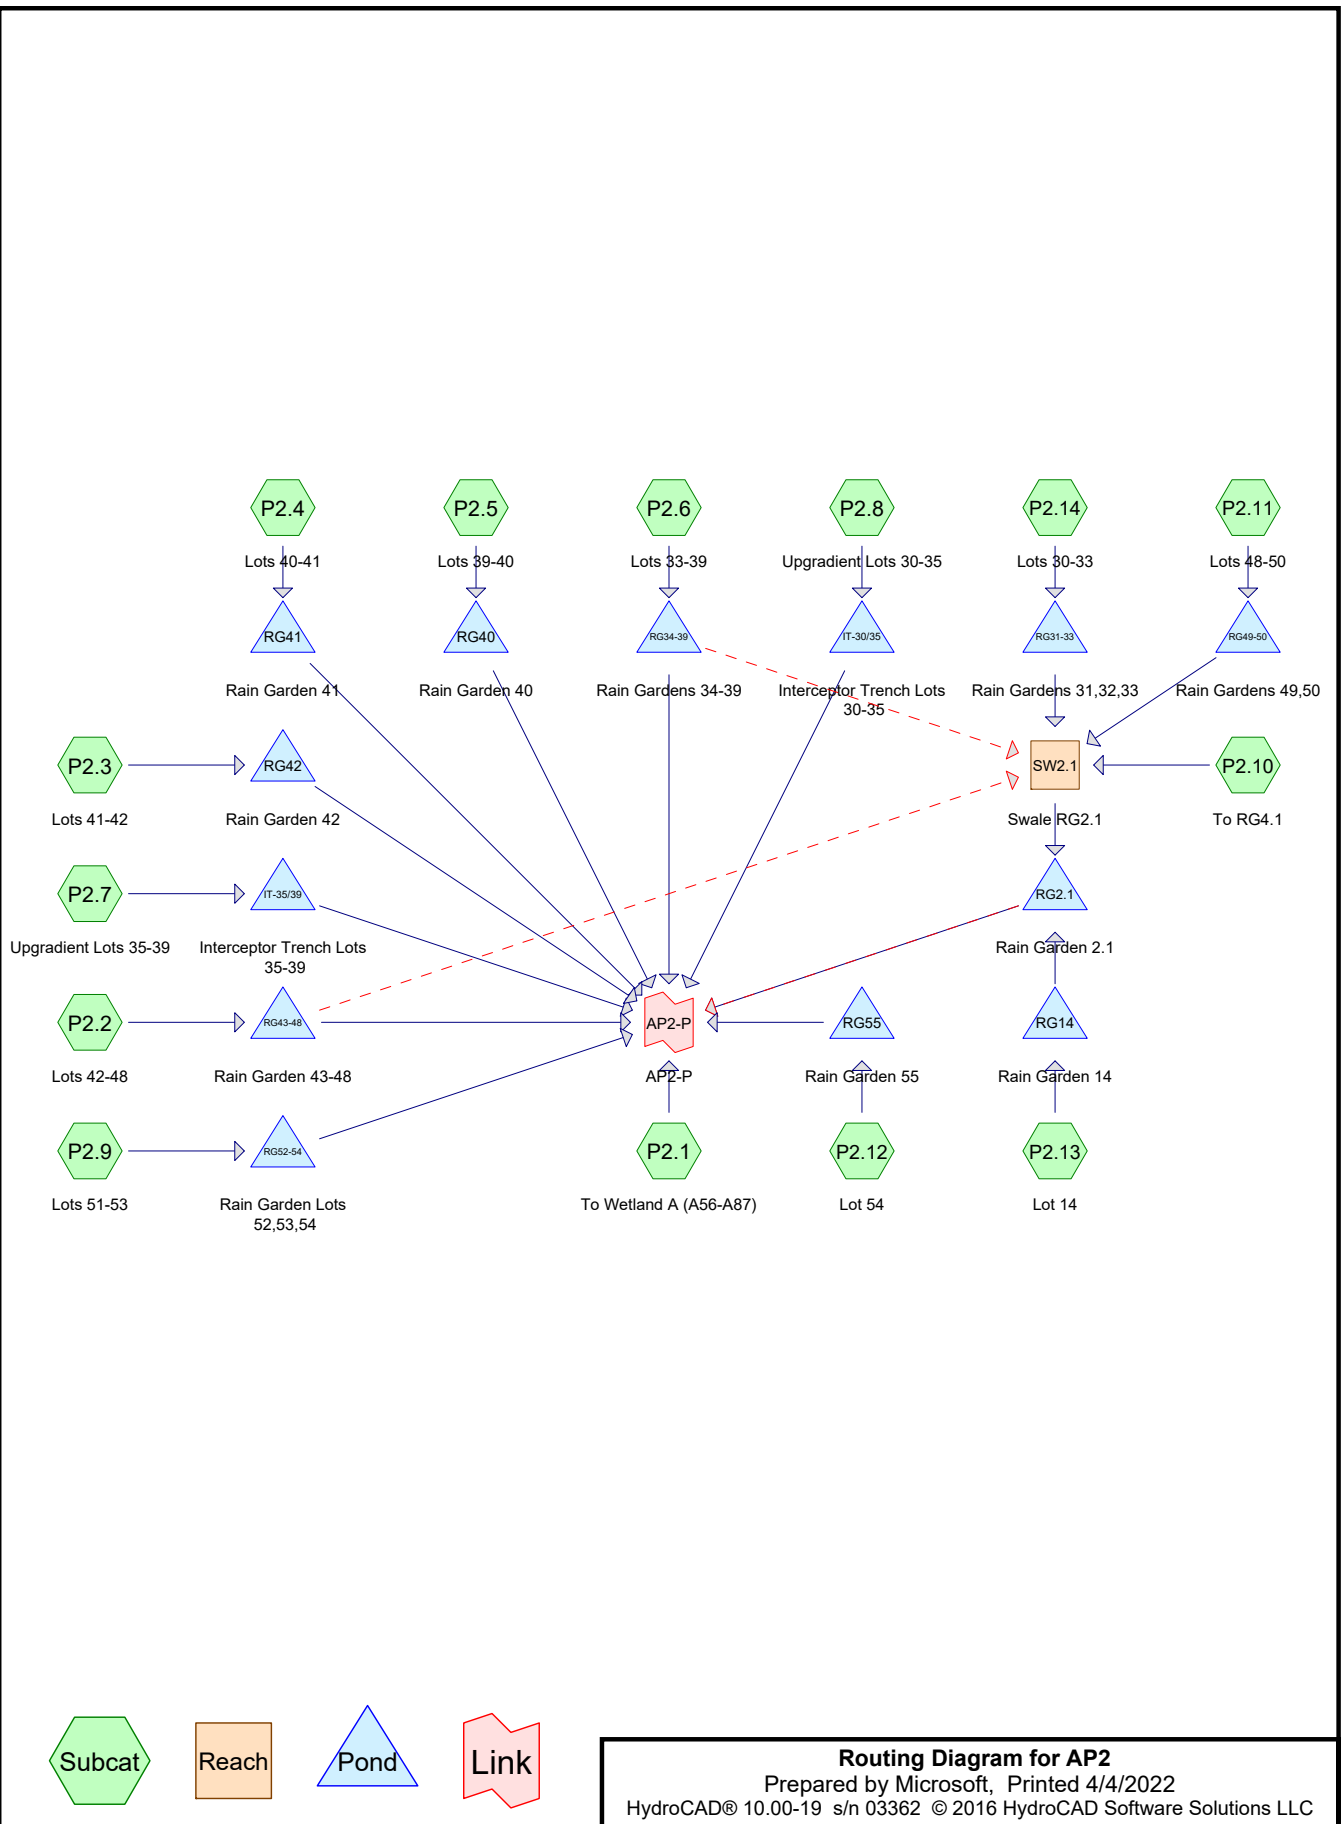 P2.4
P2.5
P2.6
P2.8
P2.14
P2.11
Lots 40-41
Lots 39-40
Lots 33-39
Upgradient Lots 30-35
Lots 30-33
Lots 48-50
RG41
RG40
RG34-39
IT-30/35
RG31-33
RG49-50
Rain Garden 41
Rain Garden 40
Rain Gardens 34-39
Interceptor Trench Lots
30-35
Rain Gardens 31,32,33
Rain Gardens 49,50
P2.3
RG42
SW2.1
P2.10
Lots 41-42
Rain Garden 42
Swale RG2.1
To RG4.1
P2.7
IT-35/39
RG2.1
Upgradient Lots 35-39
Interceptor Trench Lots
35-39
Rain Garden 2.1
P2.2
RG43-48
AP2-P
RG55
RG14
Lots 42-48
Rain Garden 43-48
AP2-P
Rain Garden 55
Rain Garden 14
P2.9
RG52-54
P2.1
P2.12
P2.13
Lots 51-53
Rain Garden Lots
52,53,54
To Wetland A (A56-A87)
Lot 54
Lot 14
Subcat
Reach
Pond
Link
Routing Diagram for AP2
Prepared by Microsoft, Printed 4/4/2022
HydroCAD® 10.00-19 s/n 03362 © 2016 HydroCAD Software Solutions LLC